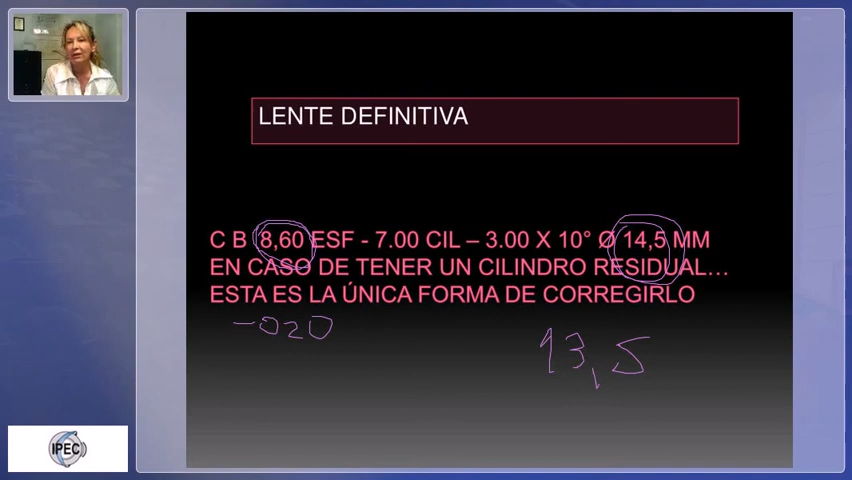 LENTE DEFINITIVA
C B 8,60 ESF - 7.00 CIL – 3.00 X 10° Ø 14,5 MM
EN CASO DE TENER UN CILINDRO RESIDUAL...
ESTA ES LA ÚNICA FORMA DE CORREGIRLO
-020
13,5
IPEC